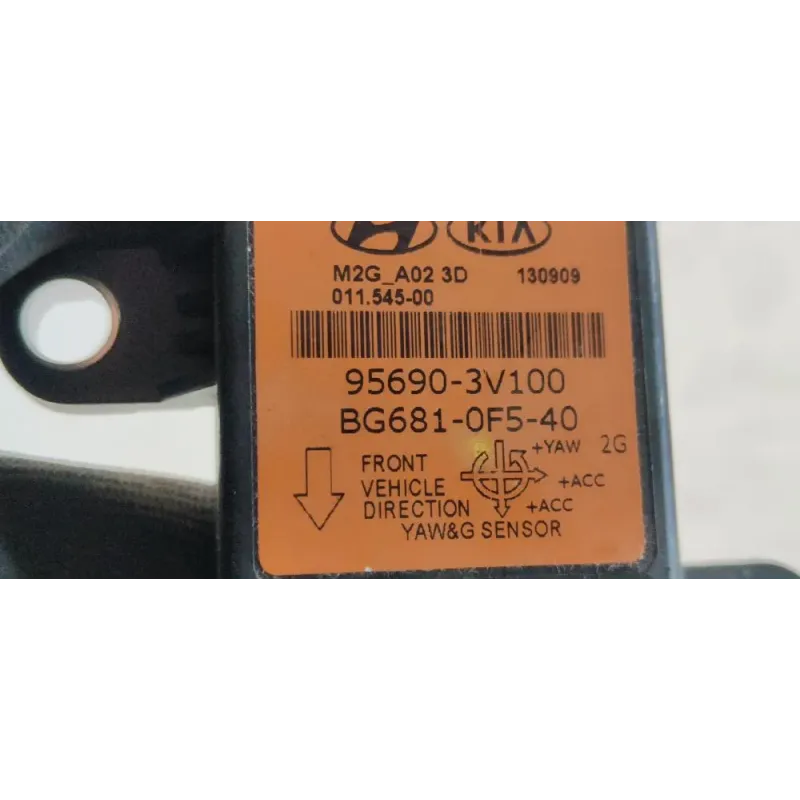 KIA
M2G_A02 3D 130909
011.545-00
95690-3V100
BG681-0F5-40
+YAW 2G
FRONT
VEHICLE +ACC
DIRECTION +ACC
YAW&G SENSOR